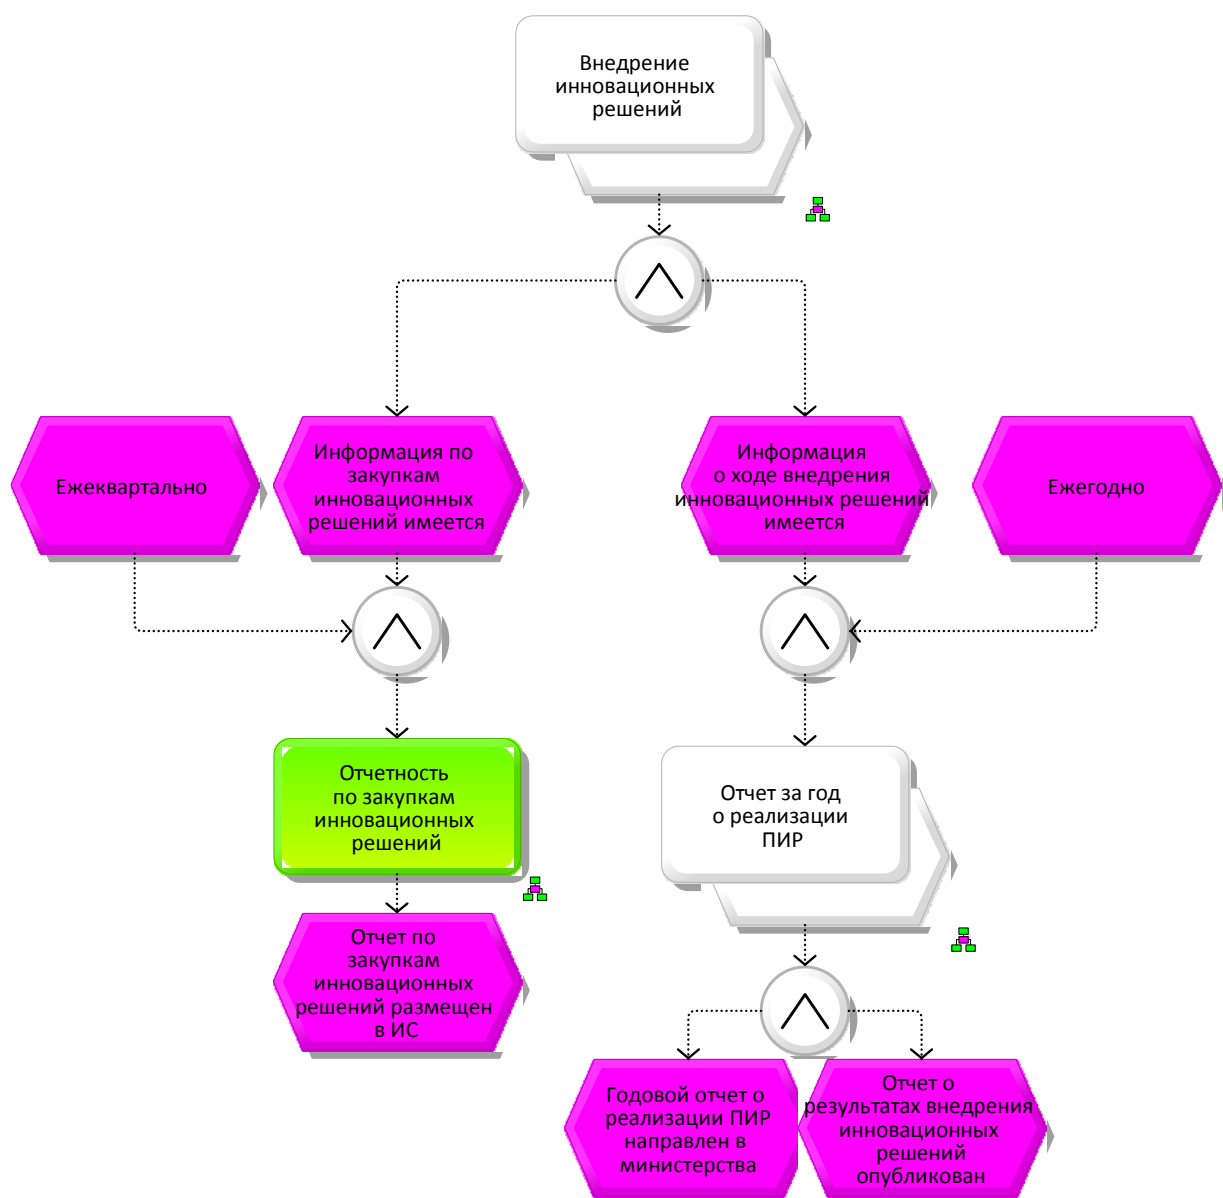 Внедрение
инновационных
решений
Ежеквартально
Информация по
закупкам
инновационных
решений имеется
Информация
о ходе внедрения
инновационных решений
имеется
Ежегодно
Отчетность
по закупкам
инновационных
решений
Отчет за год
о реализации
ПИР
Отчет по
закупкам
инновационных
решений размещен
в ИС
Годовой отчет о
реализации ПИР
направлен в
министерства
Отчет о
результатах внедрения
инновационных
решений
опубликован